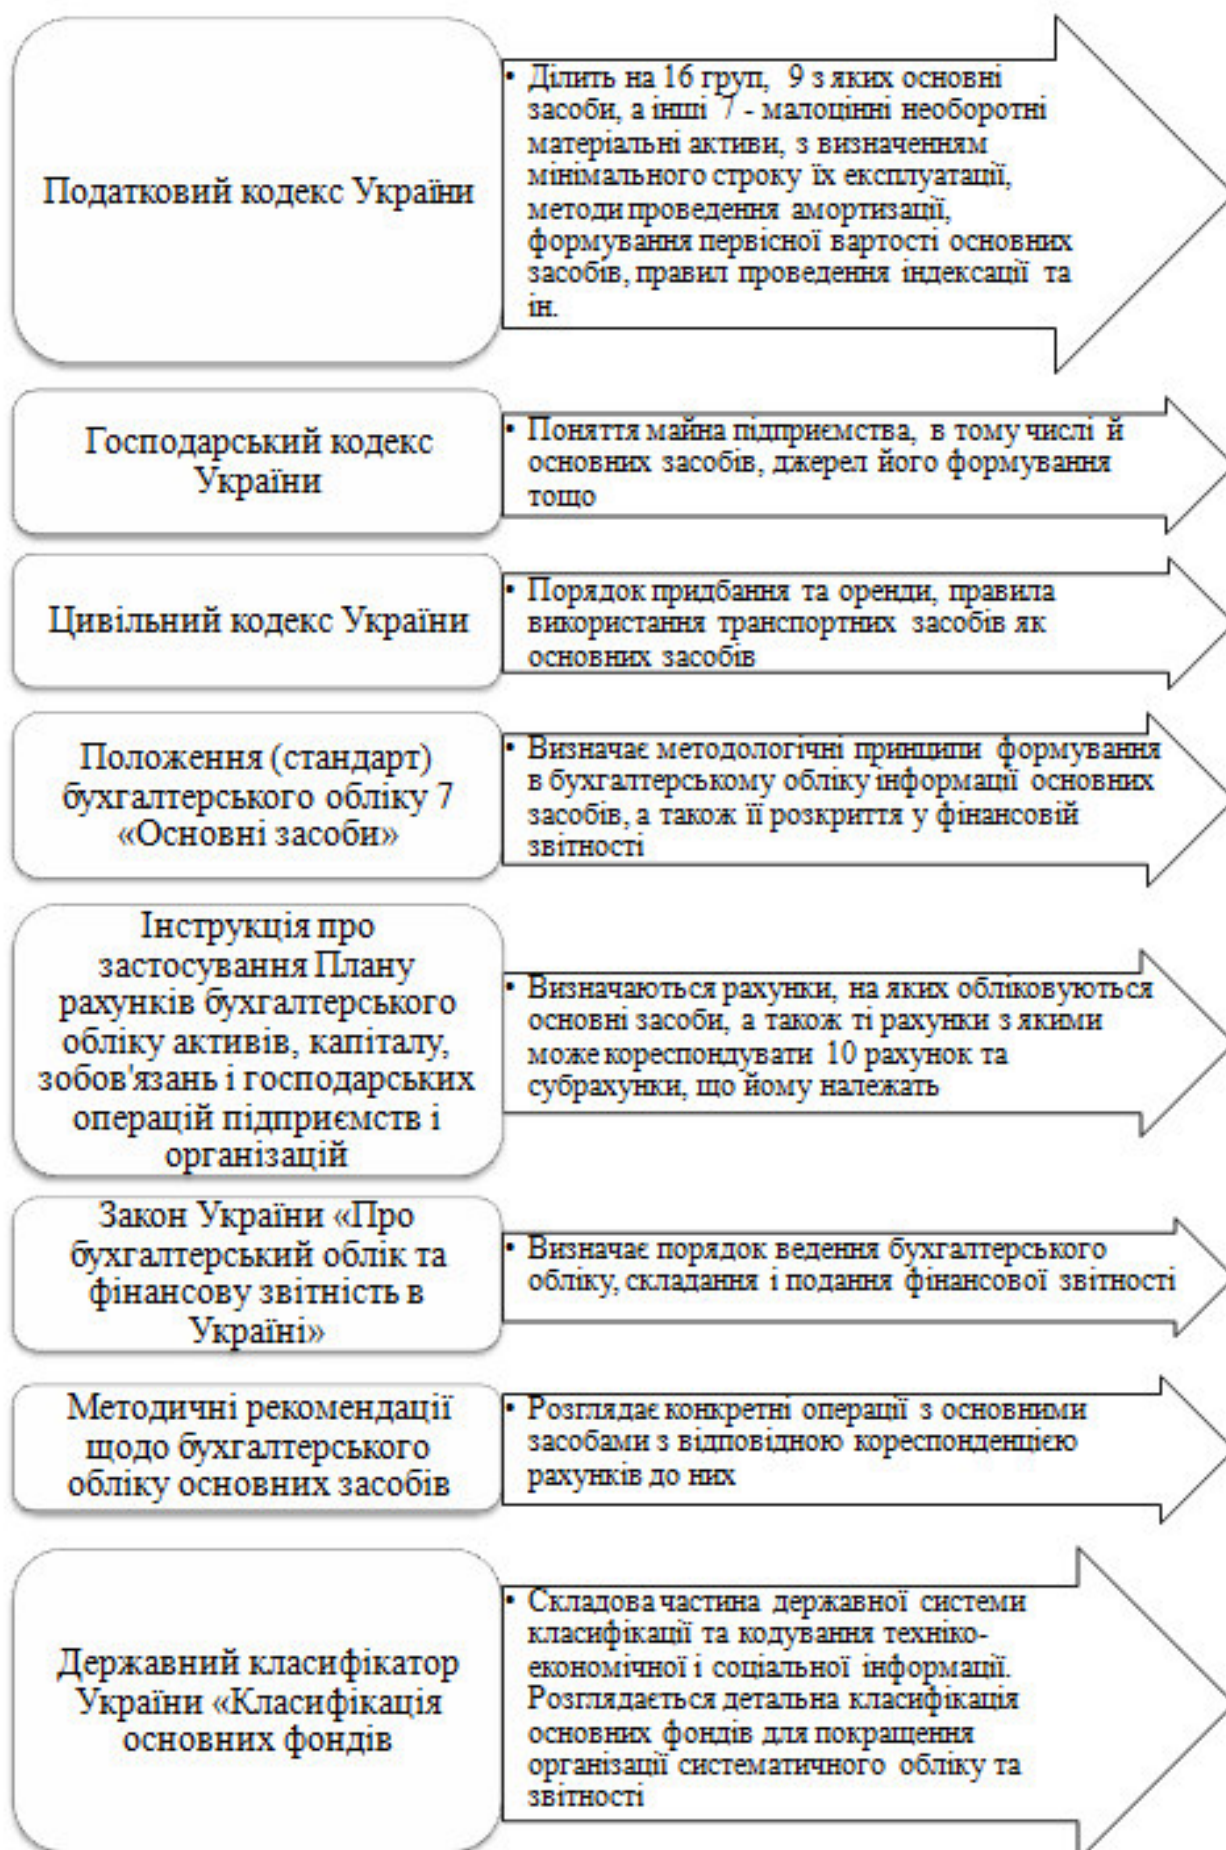 Податковий кодекс України
• Ділить на 16 груп, 9 з яких основні
засоби, а інші 7 - малоцінні необоротні
матеріальні активи, з визначенням
мінімального строку їх експлуатації,
методи проведення амортизації,
формування первісної вартості основних
засобів, правил проведення індексації та
ін.
Господарський кодекс
України
• Поняття майна підприємства, в тому числі й
основних засобів, джерел його формування
тощо
Цивільний кодекс України
• Порядок придбання та оренди, правила
використання транспортних засобів як
основних засобів
Положення (стандарт)
бухгалтерського обліку 7
«Основні засоби»
• Визначає методологічні принципи формування
в бухгалтерському обліку інформації основних
засобів, а також її розкриття у фінансовій
звітності
Інструкція про
застосування Плану
рахунків бухгалтерського
обліку активів, капіталу,
зобов'язань і господарських
операцій підприємств і
організацій
• Визначаються рахунки, на яких обліковуються
основні засоби, а також ті рахунки з якими
може кореспондувати 10 рахунок та
субрахунки, що йому належать
Закон України «Про
бухгалтерський облік та
фінансову звітність в
Україні»
• Визначає порядок ведення бухгалтерського
обліку, складання і подання фінансової звітності
Методичні рекомендації
щодо бухгалтерського
обліку основних засобів
• Розглядає конкретні операції з основними
засобами з відповідною кореспонденцією
рахунків до них
Державний класифікатор
України «Класифікація
основних фондів
• Складова частина державної системи
класифікації та кодування техніко-
економічної і соціальної інформації.
Розглядається детальна класифікація
основних фондів для покращення
організації систематичного обліку та
звітності